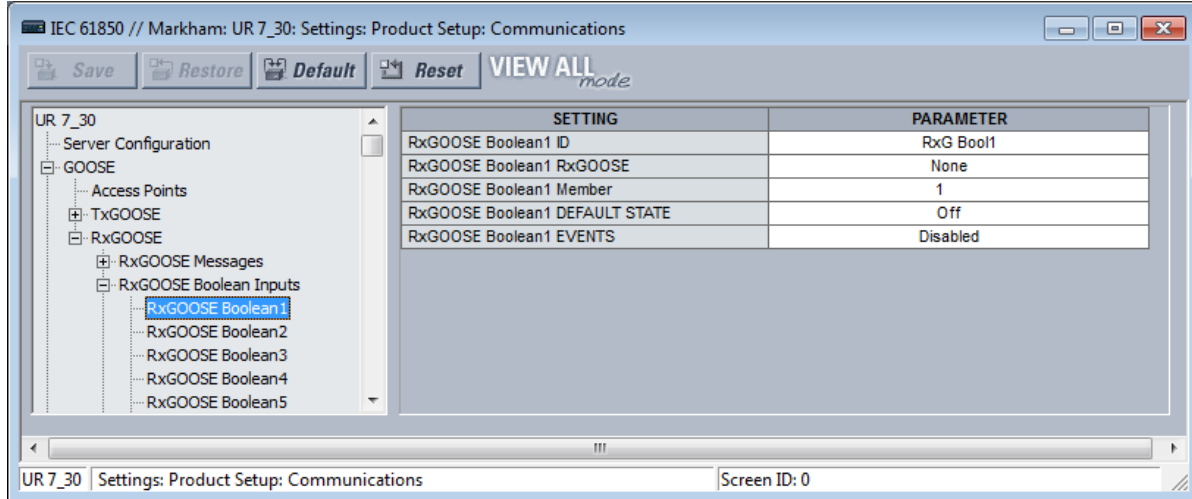 IEC 61850 // Markham: UR 7_30: Settings: Product Setup: Communications
Save Restore Default Reset VIEW ALL mode
UR 7_30
Server Configuration
GOOSE
Access Points
TxGOOSE
RxGOOSE
RxGOOSE Messages
RxGOOSE Boolean Inputs
RxGOOSE Boolean1
RxGOOSE Boolean2
RxGOOSE Boolean3
RxGOOSE Boolean4
RxGOOSE Boolean5
SETTING PARAMETER
RxGOOSE Boolean1 ID RxG Bool1
RxGOOSE Boolean1 RxGOOSE None
RxGOOSE Boolean1 Member 1
RxGOOSE Boolean1 DEFAULT STATE Off
RxGOOSE Boolean1 EVENTS Disabled
UR 7_30 Settings: Product Setup: Communications Screen ID: 0